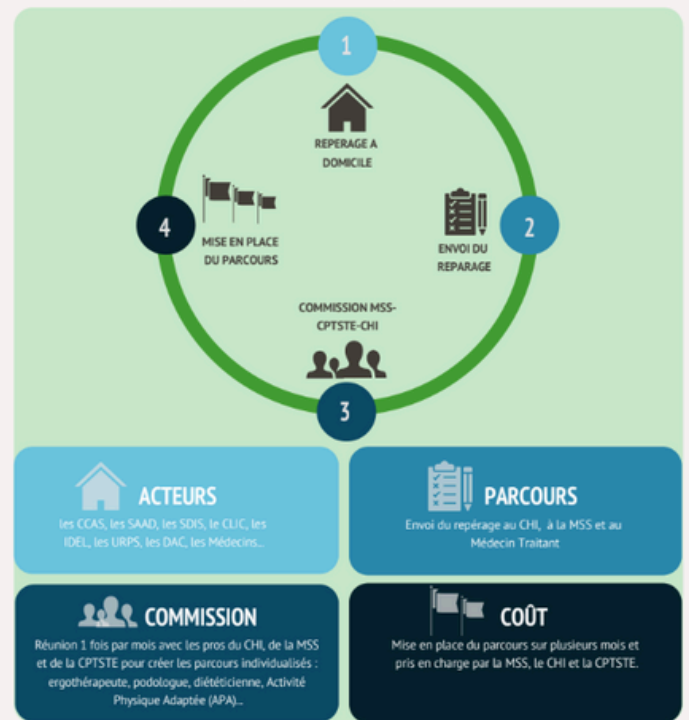 1
REPERAGE A
DOMICILE
2
ENVOI DU
REPARAGE
COMMISSION MSS-
CPTSTE-CHI
3
4
MISE EN PLACE
DU PARCOURS
ACTEURS
les CCAS, les SAAD, les SDIS, le CLIC, les
IDEL, les URPS, les DAC, les Médecins...
PARCOURS
Envoi du repérage au CHI, à la MSS et au
Médecin Traitant
COMMISSION
Réunion 1 fois par mois avec les pros du CHI, de la MSS
et de la CPTSTE pour créer les parcours individualisés :
ergothérapeute, podologue, diététicienne, Activité
Physique Adaptée (APA)...
COÛT
Mise en place du parcours sur plusieurs mois et
pris en charge par la MSS, le CHI et la CPTSTE.